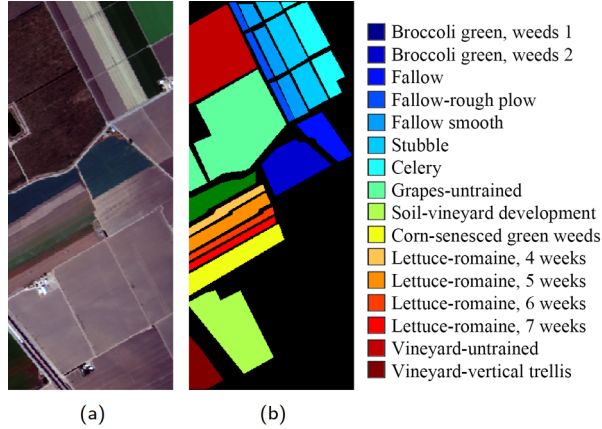 Broccoli green, weeds 1
Broccoli green, weeds 2
Fallow
Fallow-rough plow
Fallow smooth
Stubble
Celery
Grapes-untrained
Soil-vineyard development
Corn-senesced green weeds
Lettuce-romaine, 4 weeks
Lettuce-romaine, 5 weeks
Lettuce-romaine, 6 weeks
Lettuce-romaine, 7 weeks
Vineyard-untrained
Vineyard-vertical trellis
(a)
(b)